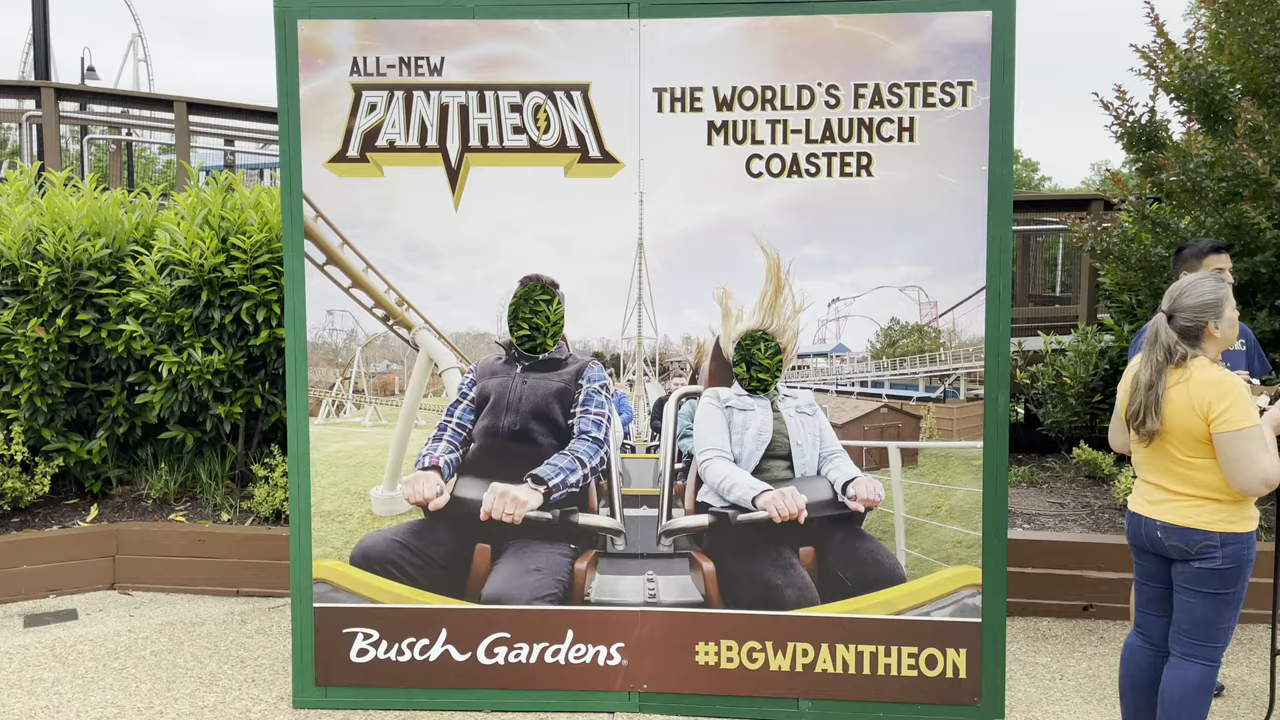 ALL-NEW
PANTHEON
THE WORLD'S FASTEST
MULTI-LAUNCH
COASTER
Busch Gardens®
#BGWPANTHEON